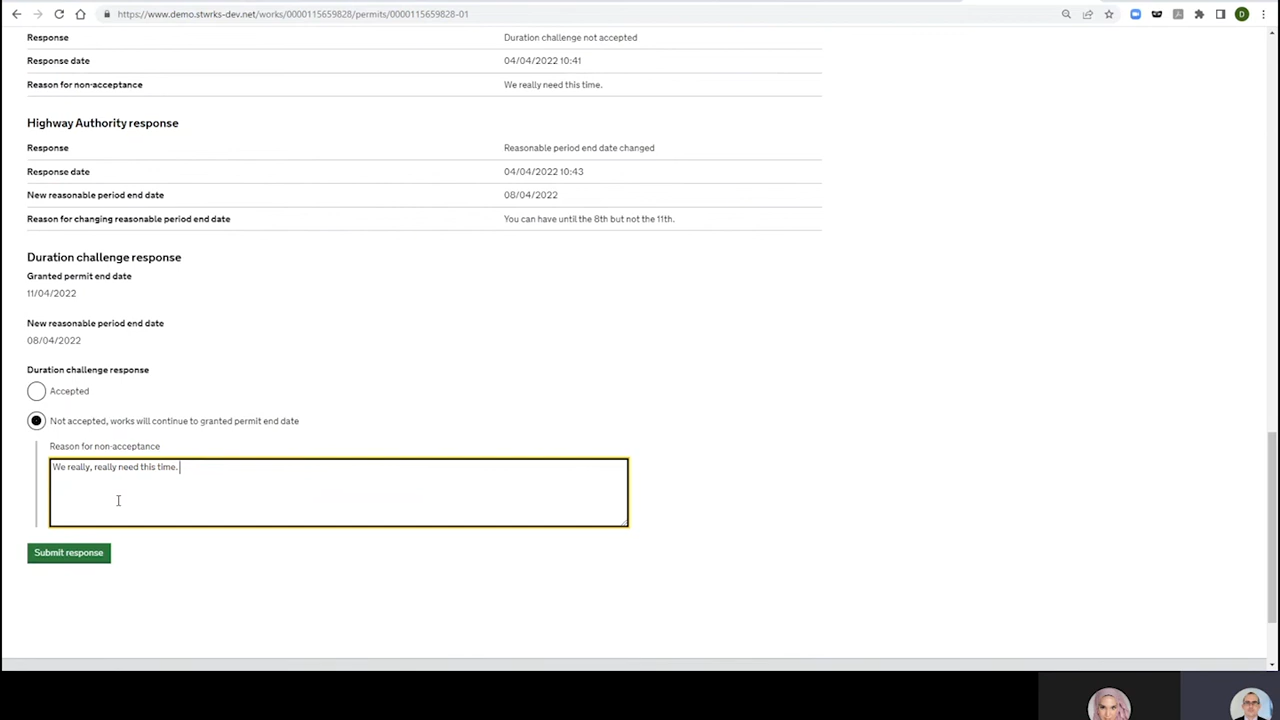 https://www.demo.stwrks-dev.net/works/0000115659828/permits/0000115659828-01
D
Response Duration challenge not accepted
Response date 04/04/2022 10:41
Reason for non-acceptance We really need this time.
Highway Authority response
Response Reasonable period end date changed
Response date 04/04/2022 10:43
New reasonable period end date 08/04/2022
Reason for changing reasonable period end date You can have until the 8th but not the 11th.
Duration challenge response
Granted permit end date
11/04/2022
New reasonable period end date
08/04/2022
Duration challenge response
Accepted
Not accepted, works will continue to granted permit end date
Reason for non-acceptance
We really, really need this time.
Submit response